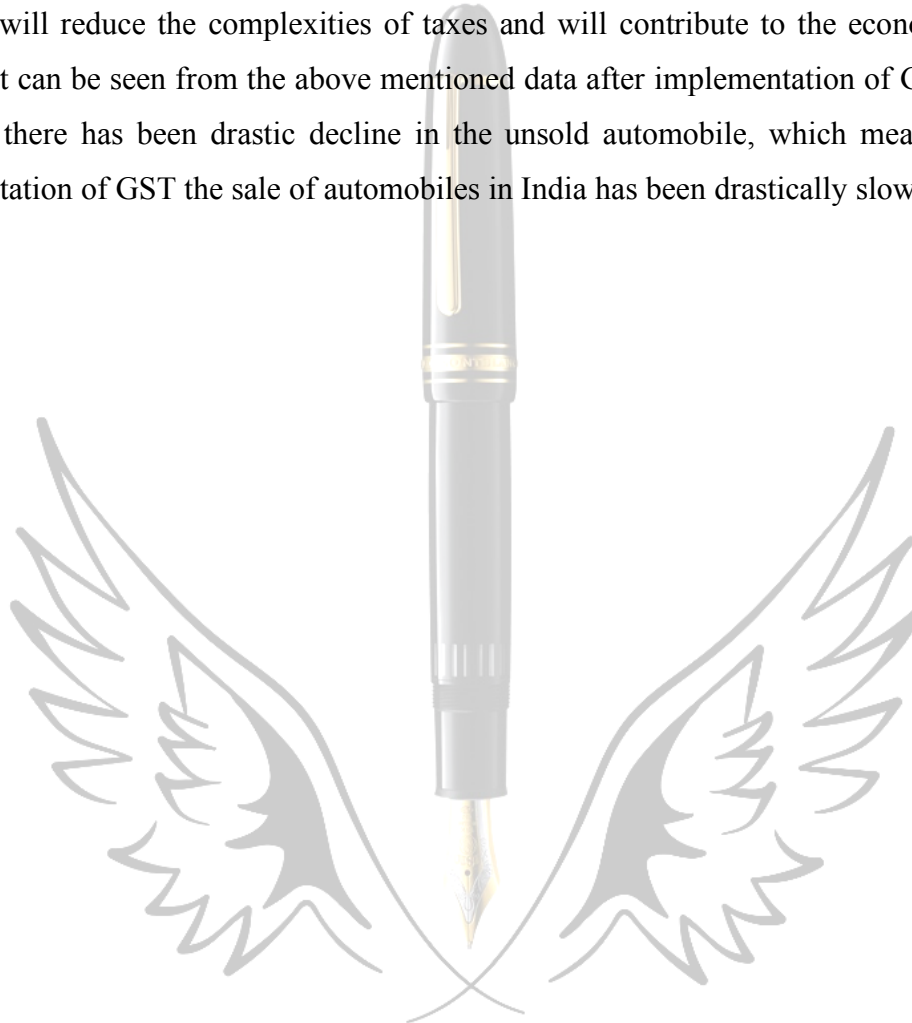 will reduce the complexities of taxes and will contribute to the econ
t can be seen from the above mentioned data after implementation of
there has been drastic decline in the unsold automobile, which mea
tation of GST the sale of automobiles in India has been drastically slow